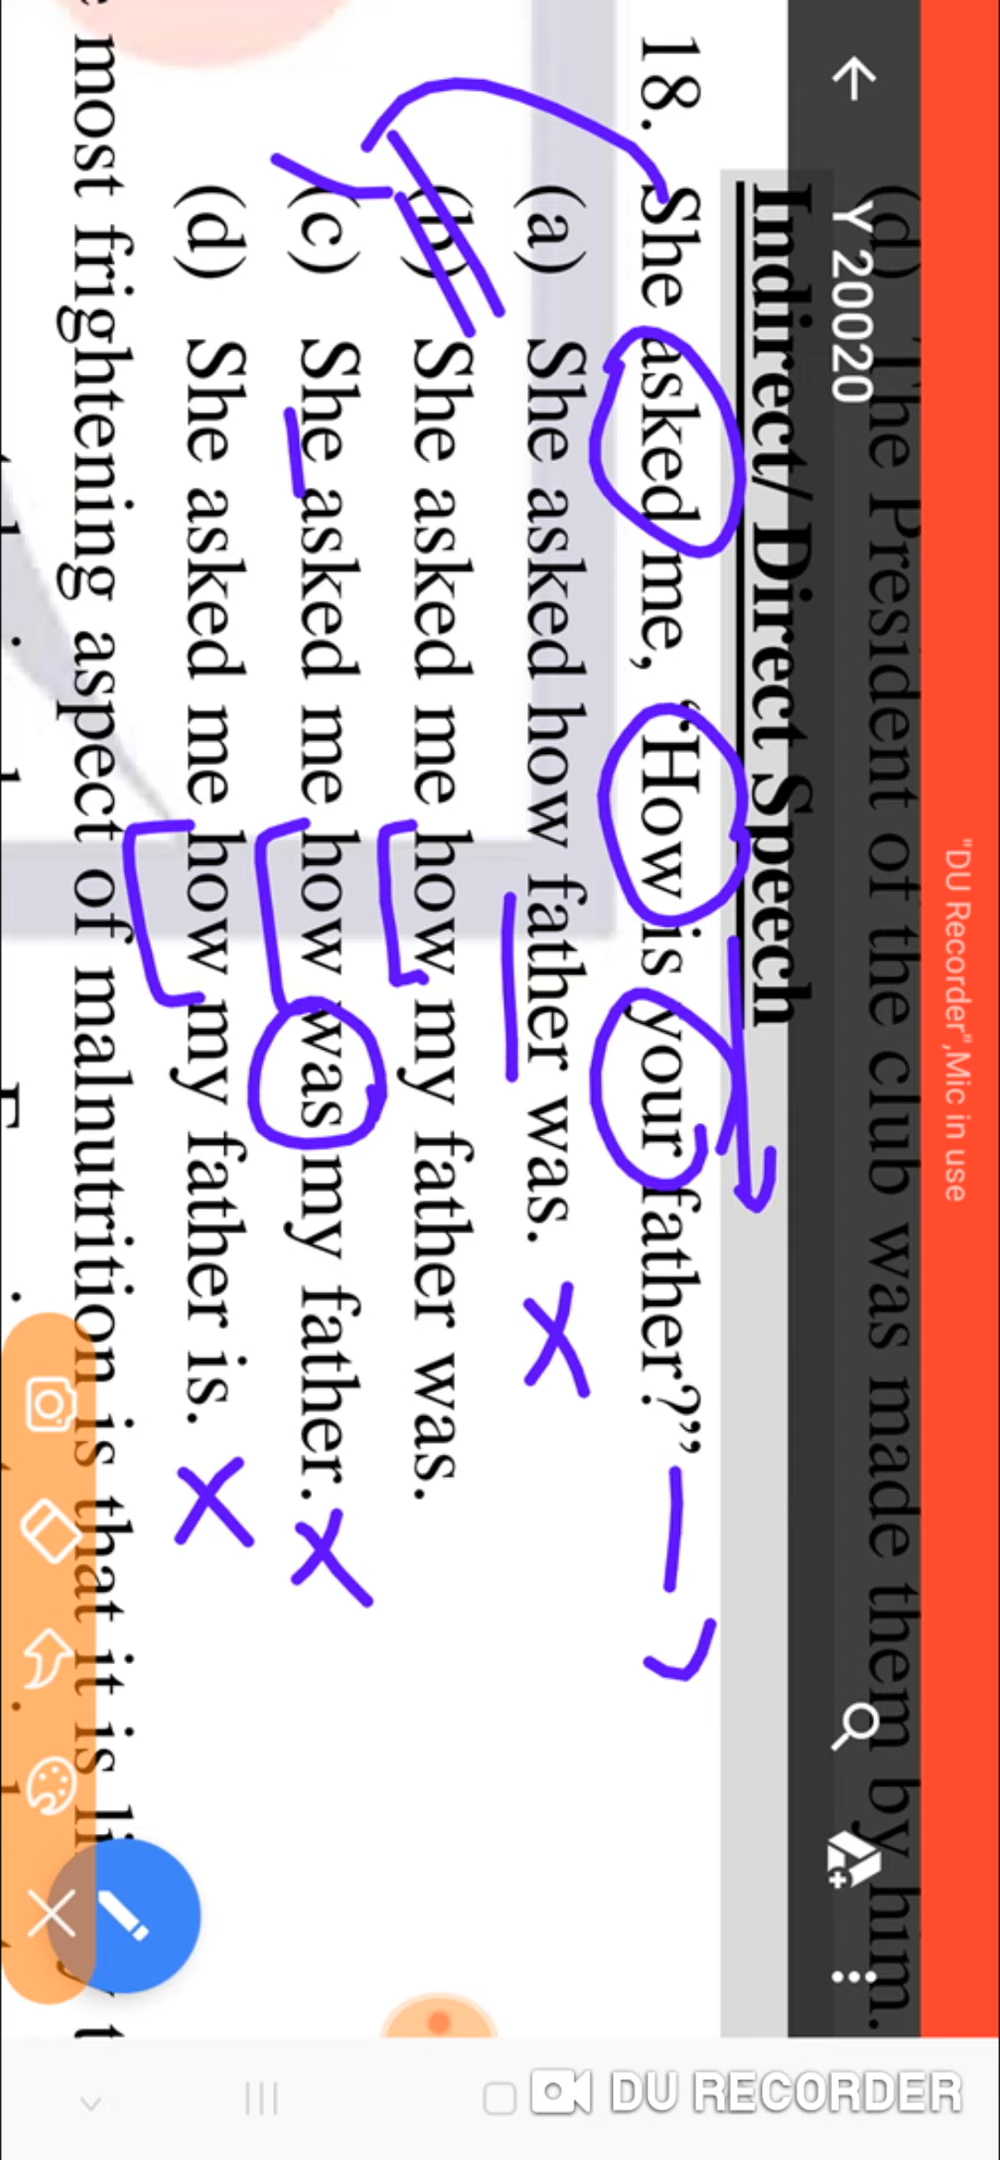 "DU Recorder",Mic in use
(d) The President of the club was made them by him.
Y 20020
Indirect/ Direct Speech
18. She asked me, “How is your father?”
(a) She asked how father was.
(b) She asked me how my father was.
(c) She asked me how was my father.
(d) She asked me how my father is.
most frightening aspect of malnutrition is that it is li
DU RECORDER